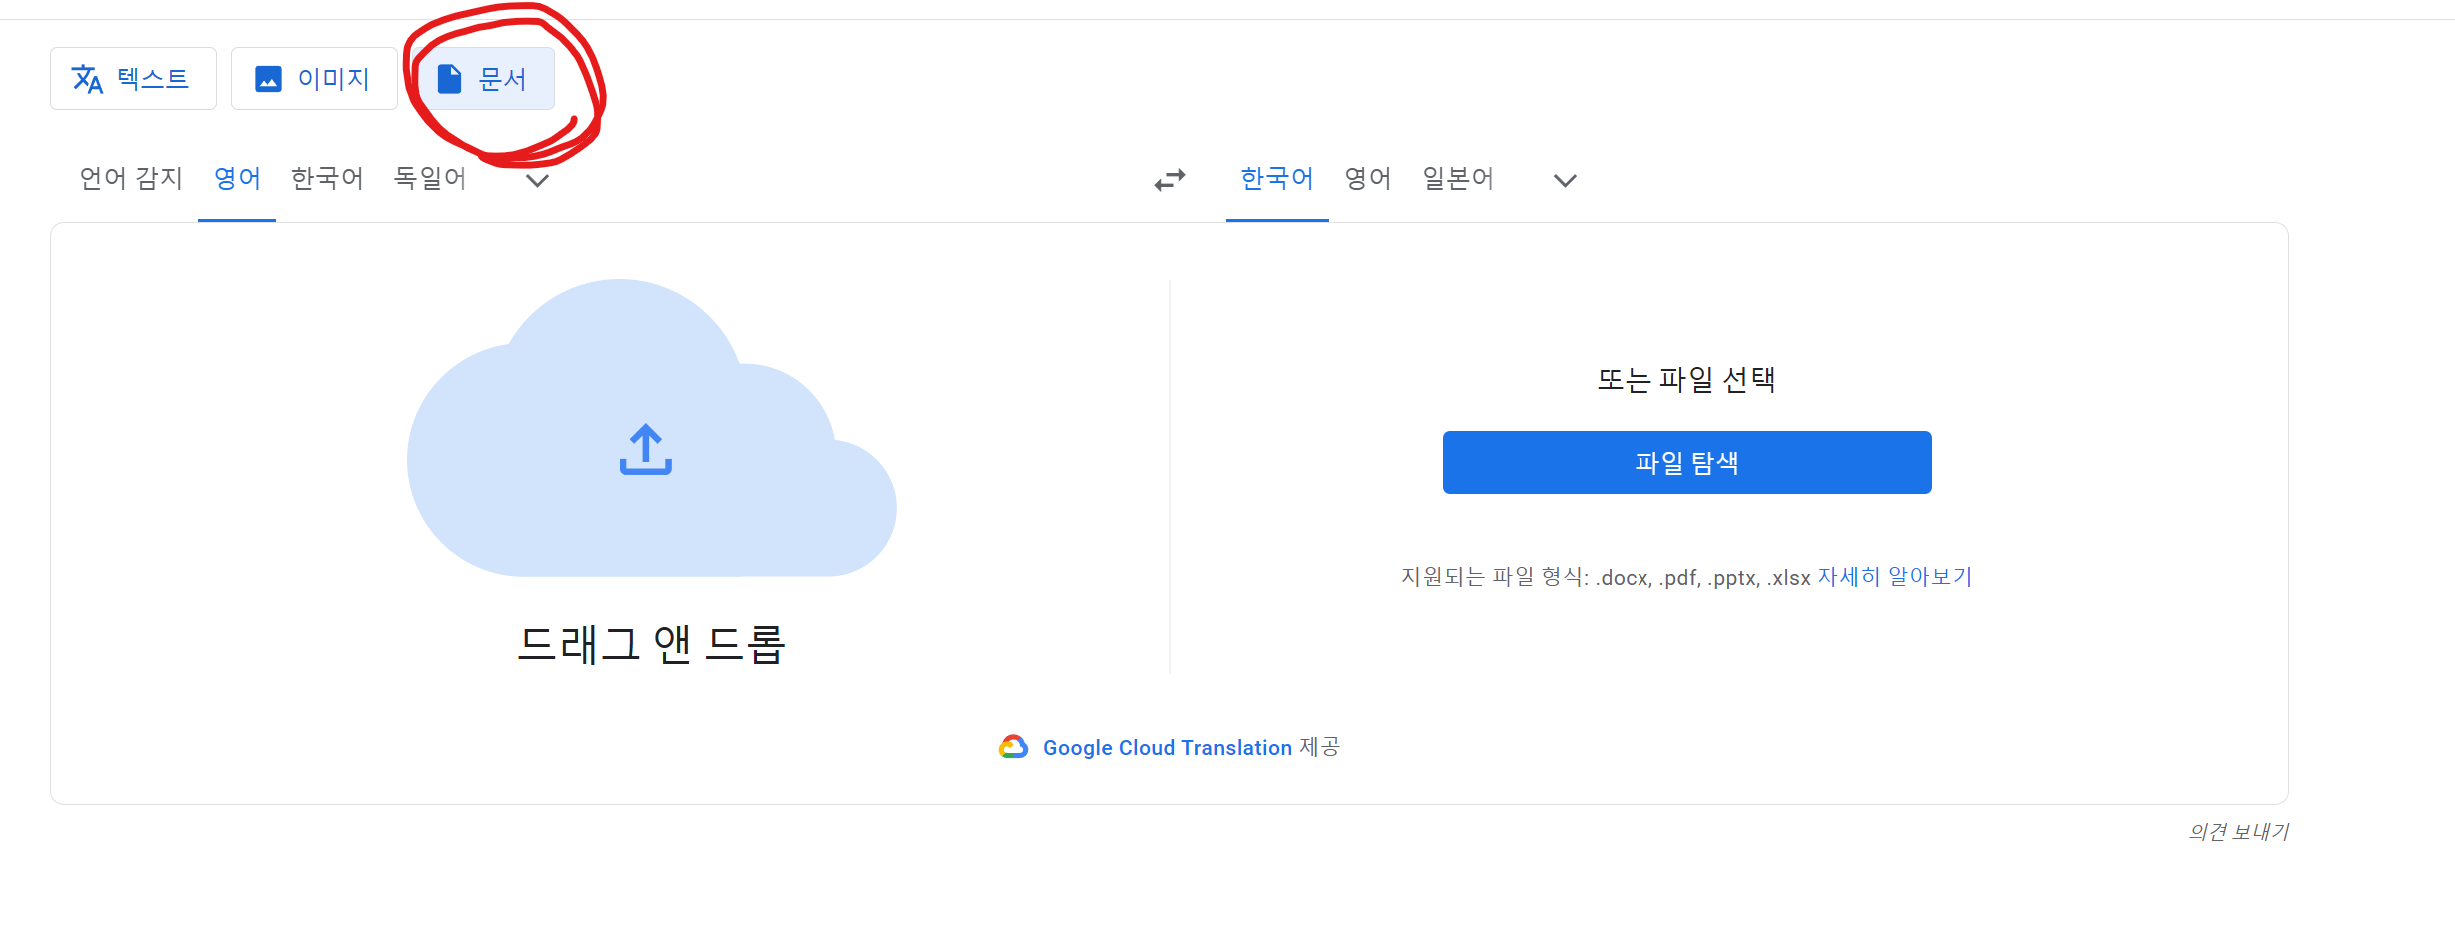 텍스트 이미지 문서
언어 감지 영어 한국어 독일어 한국어 영어 일본어
드래그 앤 드롭
또는 파일 선택
파일 탐색
지원되는 파일 형식: .docx, .pdf, .pptx, .xlsx 자세히 알아보기
Google Cloud Translation 제공
의견 보내기